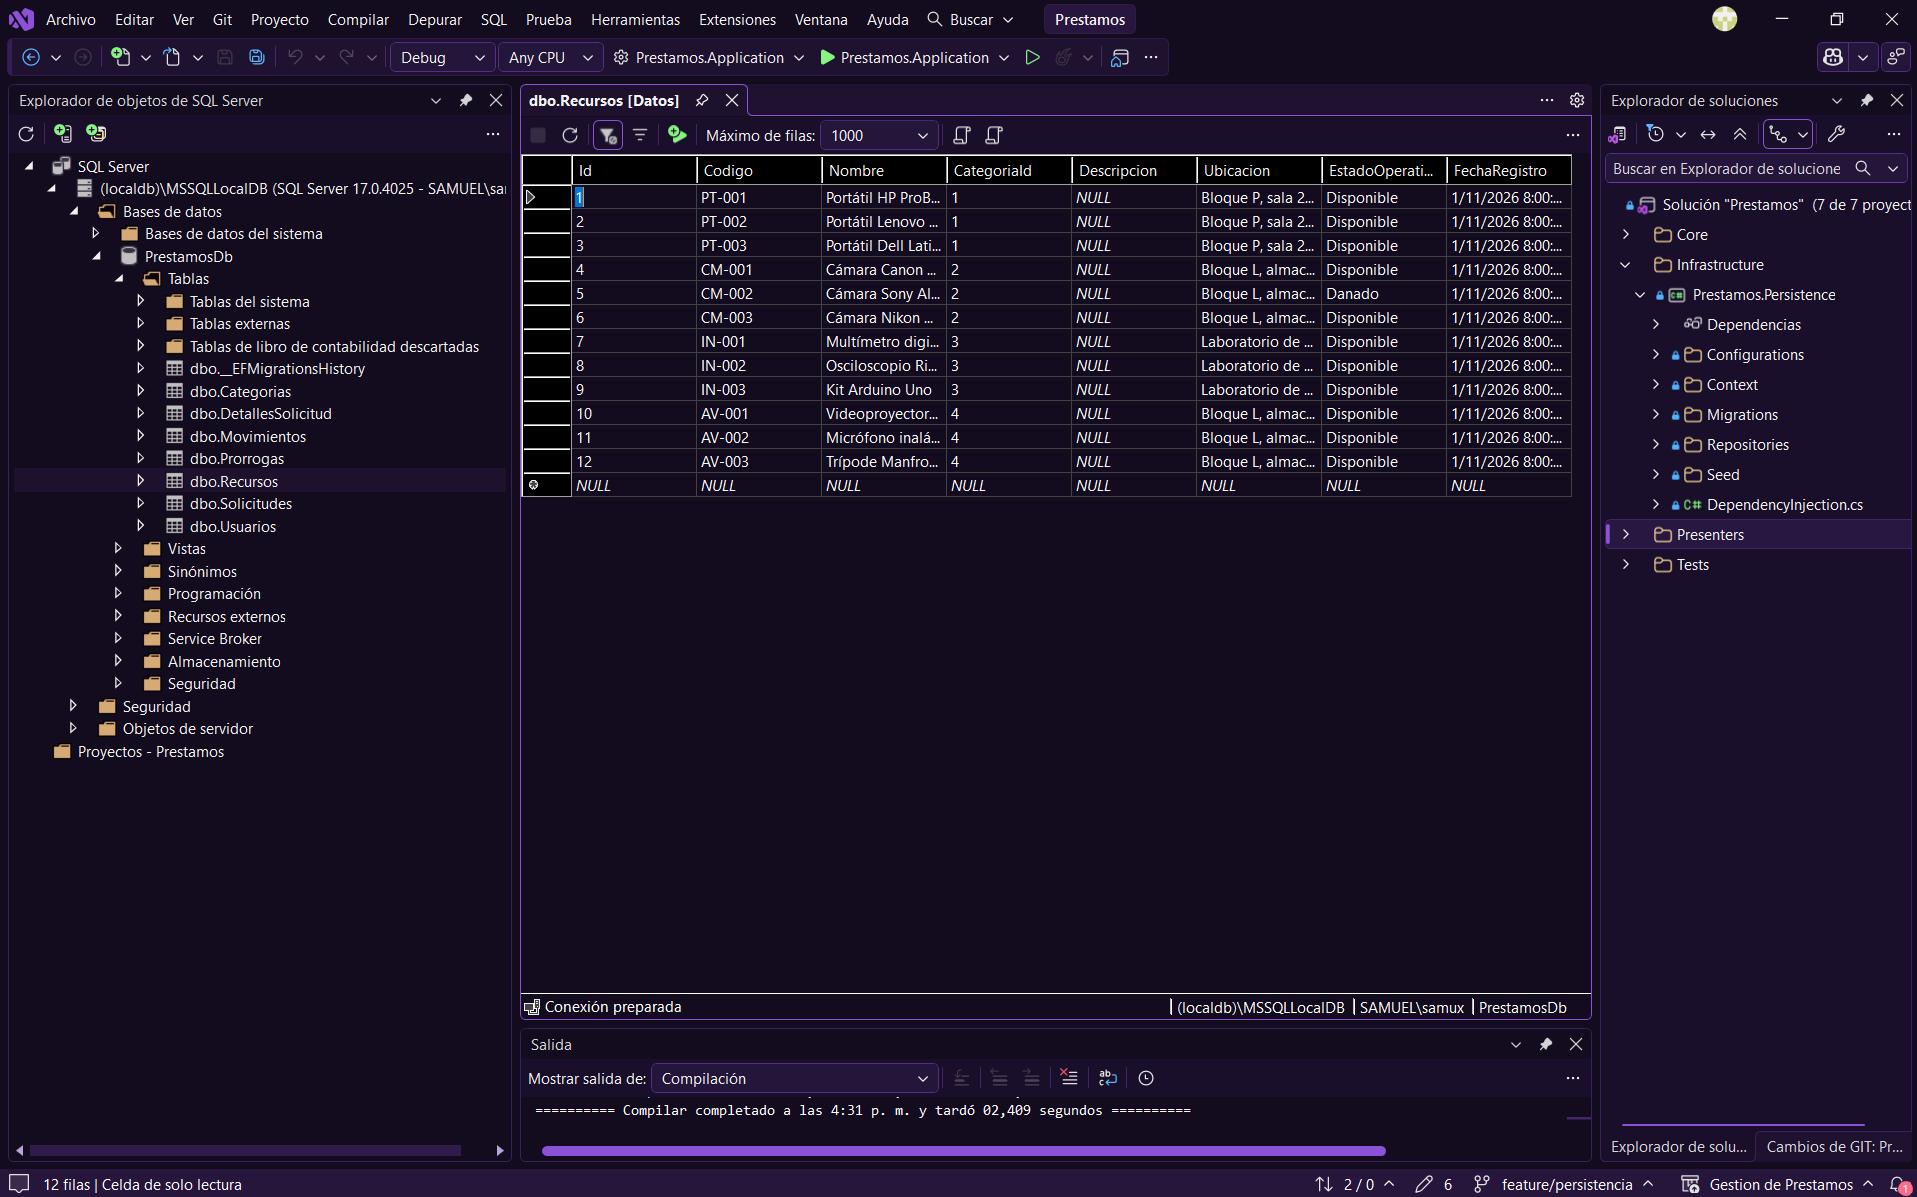 Archivo Editar Ver Git Proyecto Compilar Depurar SQL Prueba Herramientas Extensiones Ventana Ayuda Buscar Prestamos
Debug Any CPU Prestamos.Application Prestamos.Application
Explorador de objetos de SQL Server
SQL Server
(localdb)\MSSQLLocalDB (SQL Server 17.0.4025 - SAMUEL\sam
Bases de datos
Bases de datos del sistema
PrestamosDb
Tablas
Tablas del sistema
Tablas externas
Tablas de libro de contabilidad descartadas
dbo.__EFMigrationsHistory
dbo.Categorias
dbo.DetallesSolicitud
dbo.Movimientos
dbo.Prorrogas
dbo.Recursos
dbo.Solicitudes
dbo.Usuarios
Vistas
Sinónimos
Programación
Recursos externos
Service Broker
Almacenamiento
Seguridad
Seguridad
Objetos de servidor
Proyectos - Prestamos
dbo.Recursos [Datos]
Máximo de filas: 1000
Id Codigo Nombre CategoriaId Descripcion Ubicacion EstadoOperati... FechaRegistro
1 PT-001 Portátil HP ProB... 1 NULL Bloque P, sala 2... Disponible 1/11/2026 8:00:...
2 PT-002 Portátil Lenovo ... 1 NULL Bloque P, sala 2... Disponible 1/11/2026 8:00:...
3 PT-003 Portátil Dell Lati... 1 NULL Bloque P, sala 2... Disponible 1/11/2026 8:00:...
4 CM-001 Cámara Canon ... 2 NULL Bloque L, almac... Disponible 1/11/2026 8:00:...
5 CM-002 Cámara Sony Al... 2 NULL Bloque L, almac... Danado 1/11/2026 8:00:...
6 CM-003 Cámara Nikon ... 2 NULL Bloque L, almac... Disponible 1/11/2026 8:00:...
7 IN-001 Multímetro digi... 3 NULL Laboratorio de ... Disponible 1/11/2026 8:00:...
8 IN-002 Osciloscopio Ri... 3 NULL Laboratorio de ... Disponible 1/11/2026 8:00:...
9 IN-003 Kit Arduino Uno 3 NULL Laboratorio de ... Disponible 1/11/2026 8:00:...
10 AV-001 Videoproyector... 4 NULL Bloque L, almac... Disponible 1/11/2026 8:00:...
11 AV-002 Micrófono inalá... 4 NULL Bloque L, almac... Disponible 1/11/2026 8:00:...
12 AV-003 Trípode Manfro... 4 NULL Bloque L, almac... Disponible 1/11/2026 8:00:...
NULL NULL NULL NULL NULL NULL NULL NULL
Conexión preparada (localdb)\MSSQLLocalDB SAMUEL\samux PrestamosDb
Salida
Mostrar salida de: Compilación
========== Compilar completado a las 4:31 p. m. y tardó 02,409 segundos ==========
Explorador de soluciones
Buscar en Explorador de solucione
Solución "Prestamos" (7 de 7 proyect
Core
Infrastructure
C# Prestamos.Persistence
Dependencias
Configurations
Context
Migrations
Repositories
Seed
C# DependencyInjection.cs
Presenters
Tests
Explorador de solu... Cambios de GIT: Pr...
12 filas | Celda de solo lectura 2 / 0 6 feature/persistencia Gestion de Prestamos 1